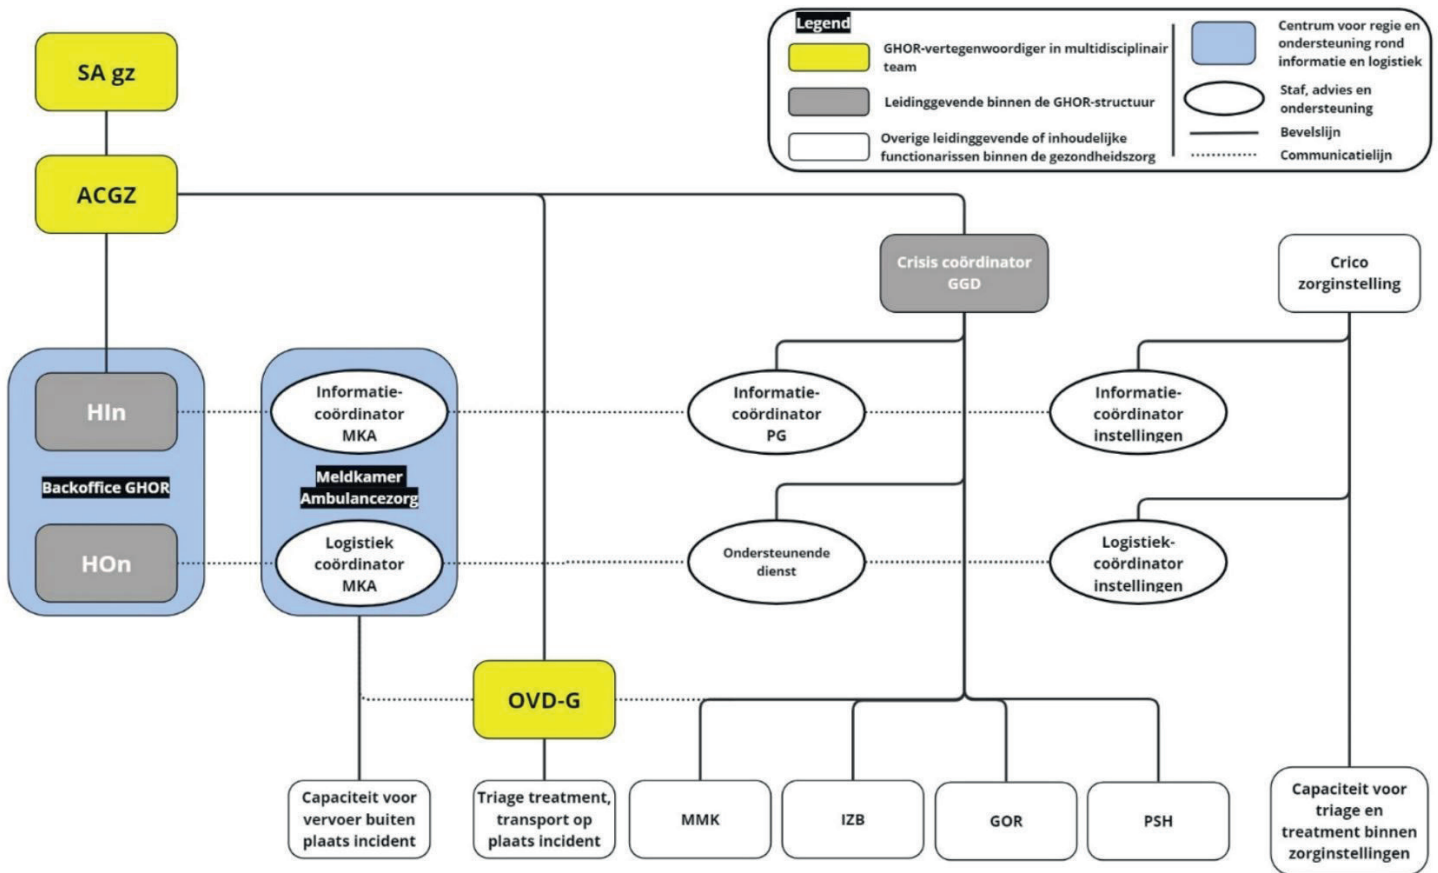 SA gz
ACGZ
Legend
GHOR-vertegenwoordiger in multidisciplinair
team
Leidinggevende binnen de GHOR-structuur
Overige leidinggevende of inhoudelijke
functionarissen binnen de gezondheidszorg
Centrum voor regie en
ondersteuning rond
informatie en logistiek
Staf, advies en
ondersteuning
Bevelslijn
Communicatielijn
Crisis coördinator
GGD
Crico
zorginstelling
HIn
Backoffice GHOR
HOn
Informatie-
coördinator
MKA
Meldkamer
Ambulancezorg
Logistiek
coördinator
MKA
Informatie-
coördinator
PG
Ondersteunende
dienst
Informatie-
coördinator
instellingen
Logistiek-
coördinator
instellingen
OVD-G
Capaciteit voor
vervoer buiten
plaats incident
Triage treatment,
transport op
plaats incident
MMK
IZB
GOR
PSH
Capaciteit voor
triage en
treatment binnen
zorginstellingen